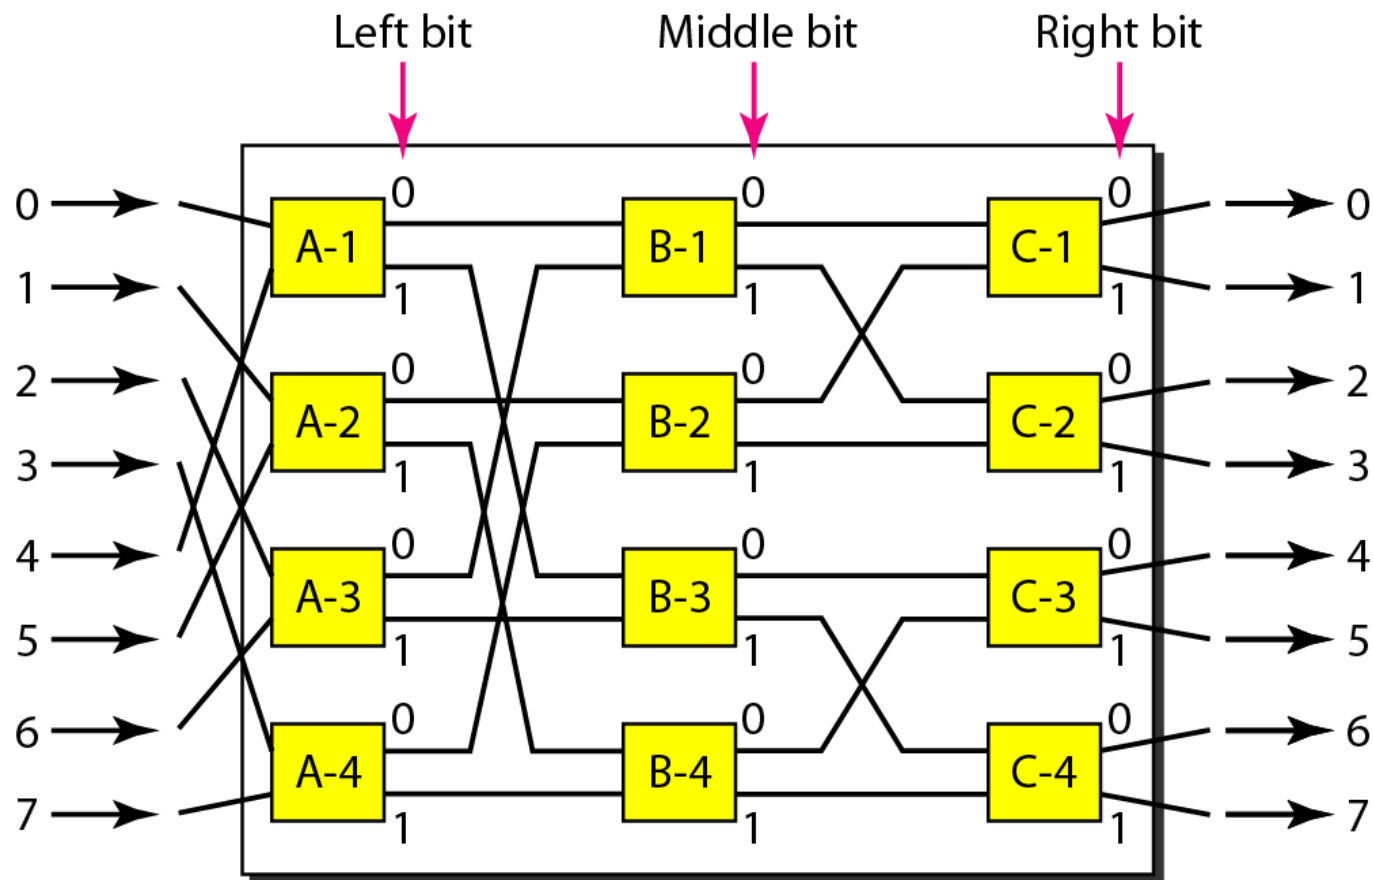 Left bit Middle bit Right bit
0 0 0
0 A-1 B-1 C-1 0
1 1 1 1 1
0 0 0
2 A-2 B-2 C-2 2
3 1 1 1 3
0 0 0
4 A-3 B-3 C-3 4
5 1 1 1 5
0 0 0
6 A-4 B-4 C-4 6
7 1 1 1 7